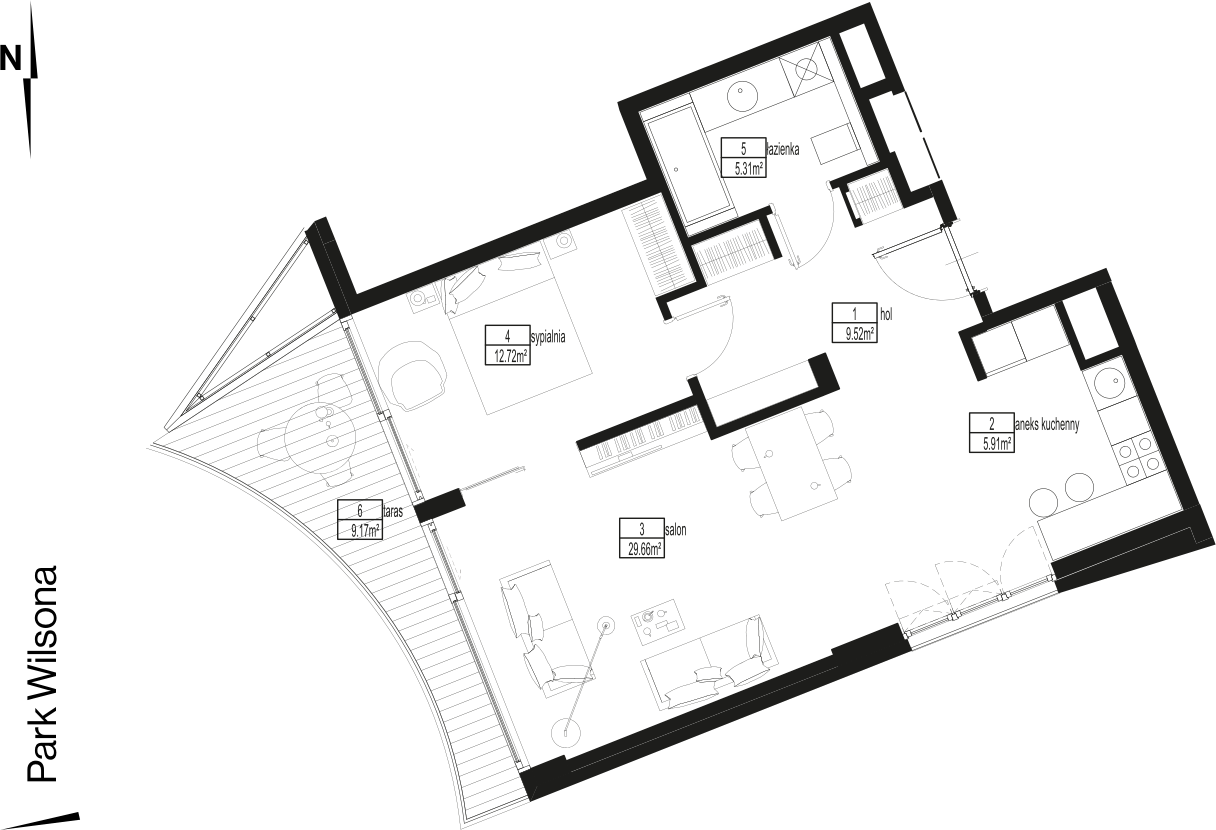 N
5 łazienka
5.31m²
1 hol
9.52m²
4 sypialnia
12.72m²
2 aneks kuchenny
5.91m²
6 taras
9.17m²
3 salon
29.66m²
Park Wilsona